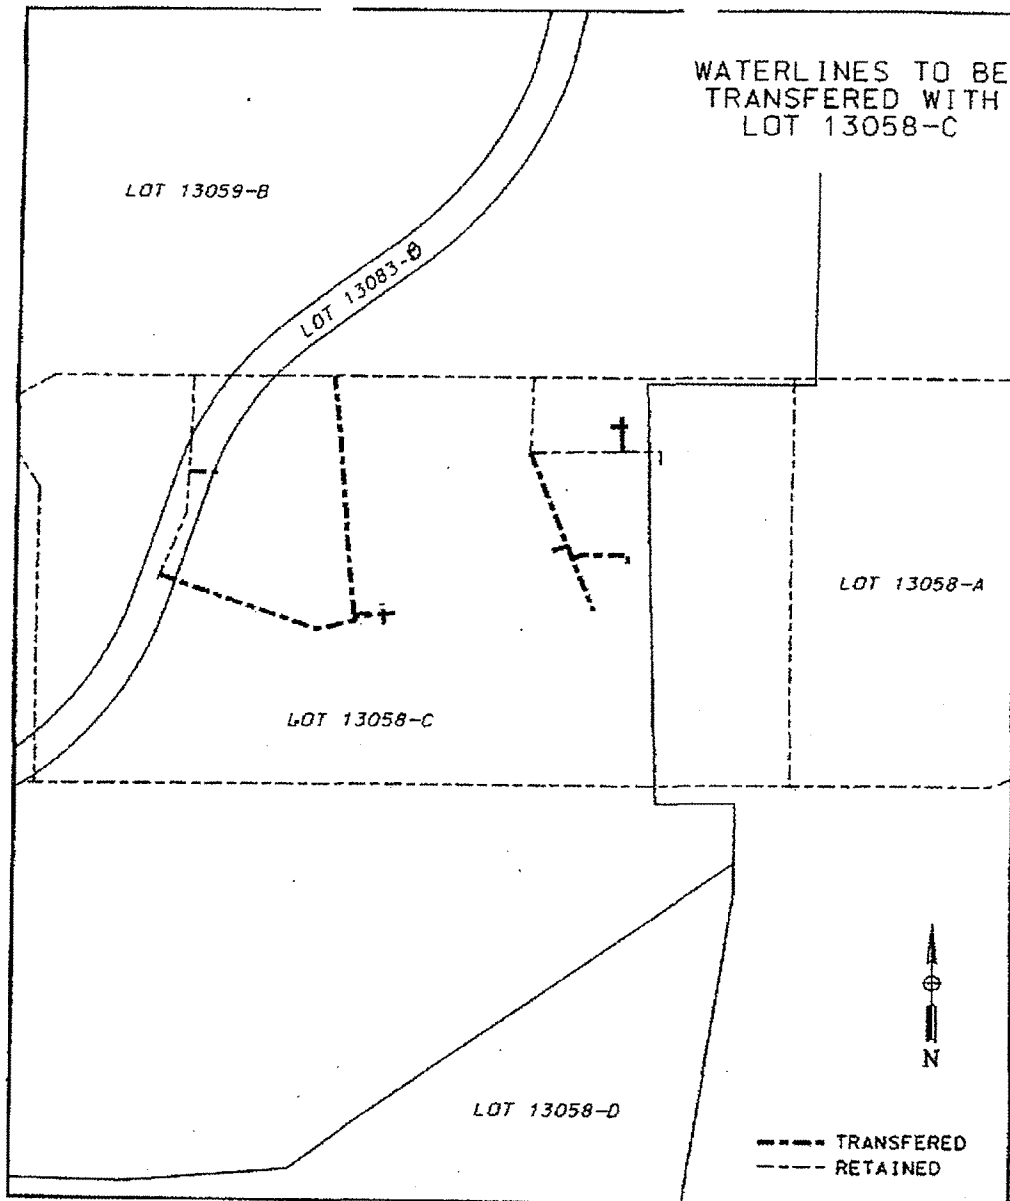 WATERLINES TO BE
TRANSFERED WITH
LOT 13058-C
LOT 13059-B
LOT 13083-
LOT 13058-A
LOT 13058-C
N
LOT 13058-D
TRANSFERED
RETAINED